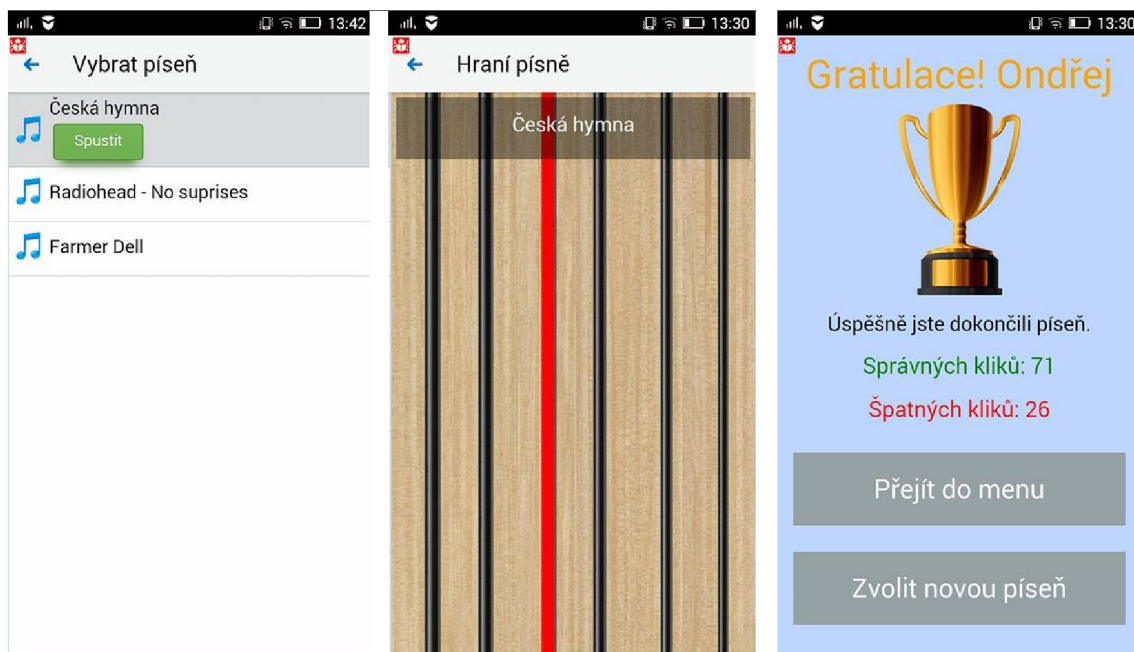 13:42
Vybrat píseň
Česká hymna
Spustit
Radiohead - No suprises
Farmer Dell
13:30
Hraní písně
Česká hymna
13:30
Gratulace! Ondřej
Úspěšně jste dokončili píseň.
Správných kliků: 71
Špatných kliků: 26
Přejít do menu
Zvolit novou píseň